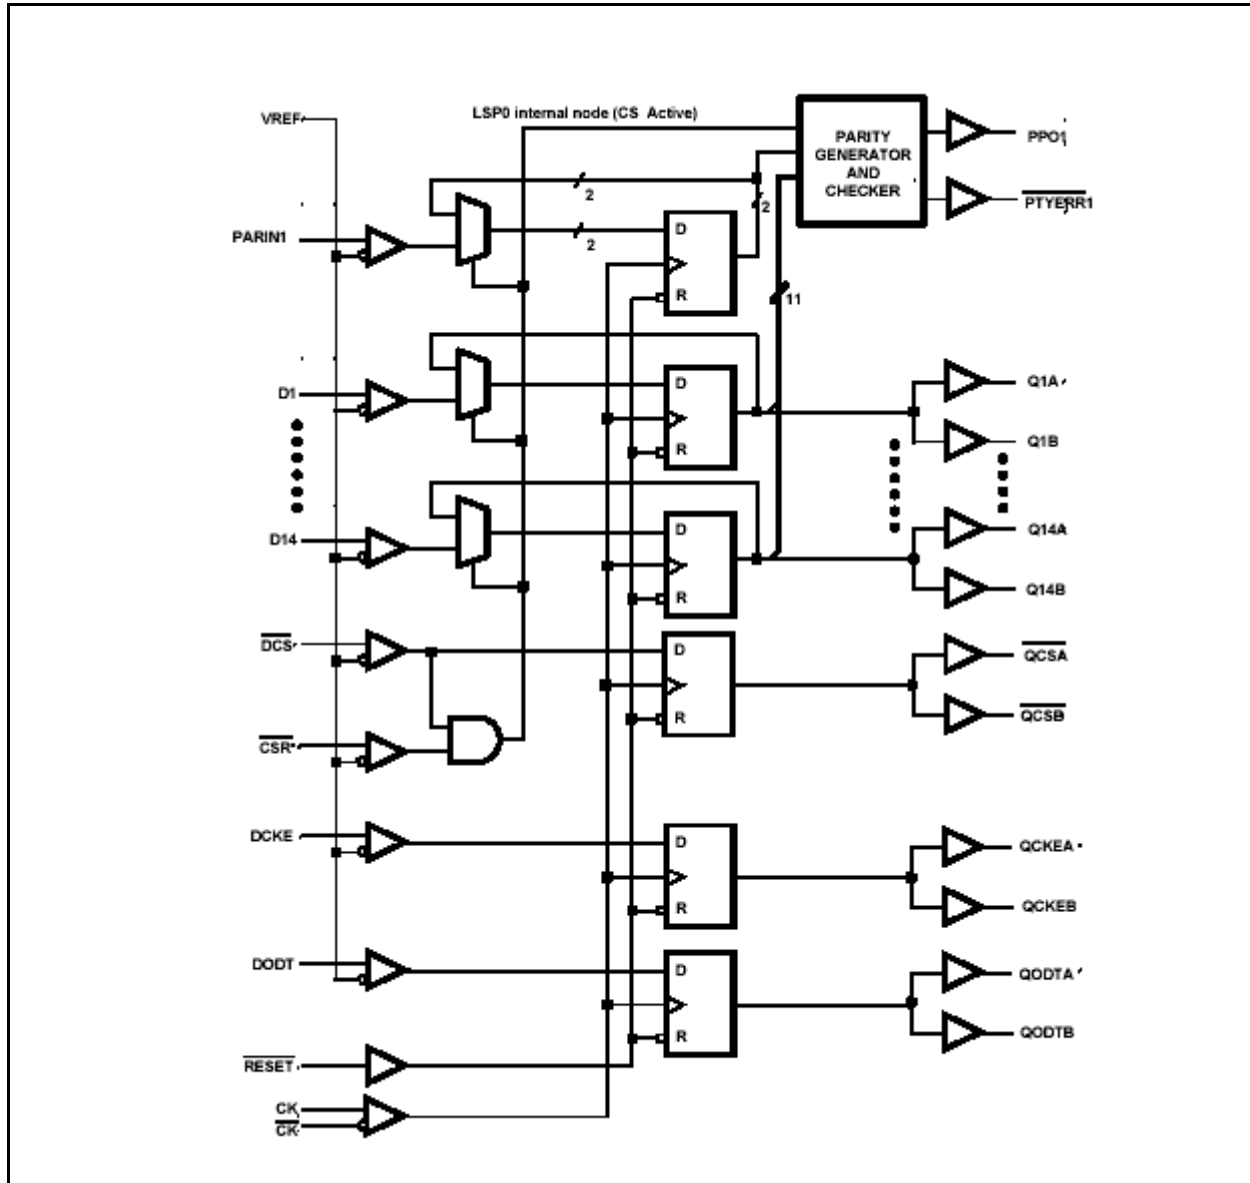 LSP0 internal node (CS Active)
VREF
PARITY
GENERATOR
AND
CHECKER
PPO1
PTYERR1
2
2
2
PARIN1
D
R
11
D1
D
R
Q1A
Q1B
D14
D
R
Q14A
Q14B
DCS
D
R
QCSA
QCSB
CSR
DCKE
D
R
QCKEA
QCKEB
DODT
D
R
QODTA
QODTB
RESET
CK
CK